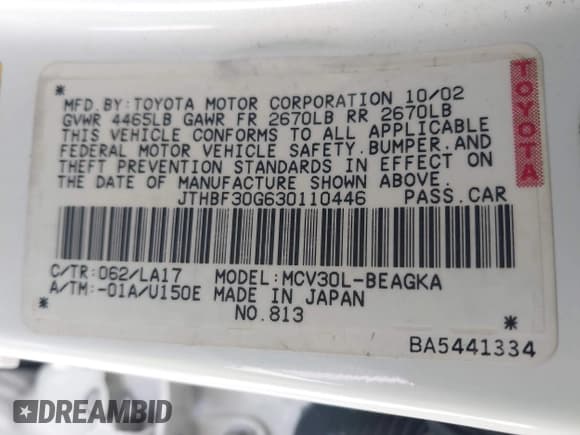 MFD.BY:TOYOTA MOTOR CORPORATION 10/02
GVWR 4465LB GAWR FR 2670LB RR 2670LB
THIS VEHICLE CONFORMS TO ALL APPLICABLE
FEDERAL MOTOR VEHICLE SAFETY.BUMPER.AND
THEFT PREVENTION STANDARDS IN EFFECT ON
THE DATE OF MANUFACTURE SHOWN ABOVE.
JTHBF30G630110446 PASS.CAR
TOYOTA
C/TR:062/LA17 MODEL:MCV30L-BEAGKA
A/TM:-01A/U150E MADE IN JAPAN
NO.813
BA5441334
DREAMBID